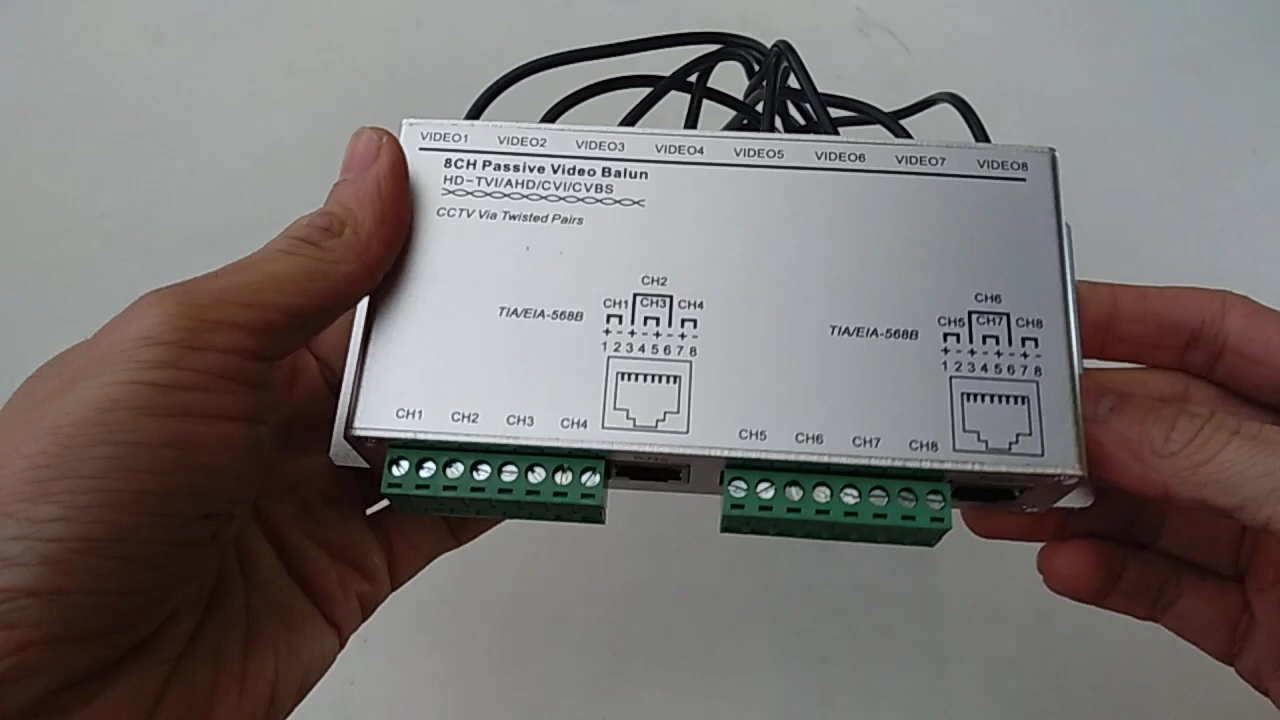 VIDEO1 VIDEO2 VIDEO3 VIDEO4 VIDEO5 VIDEO6 VIDEO7 VIDEO8
8CH Passive Video Balun
HD-TVI/AHD/CVI/CVBS
CCTV Via Twisted Pairs
CH2
CH1 CH3 CH4
TIA/EIA-568B
+ - + - + - + -
1 2 3 4 5 6 7 8
CH6
CH5 CH7 CH8
TIA/EIA-568B
+ - + - + - + -
1 2 3 4 5 6 7 8
CH1 CH2 CH3 CH4
CH5 CH6 CH7 CH8